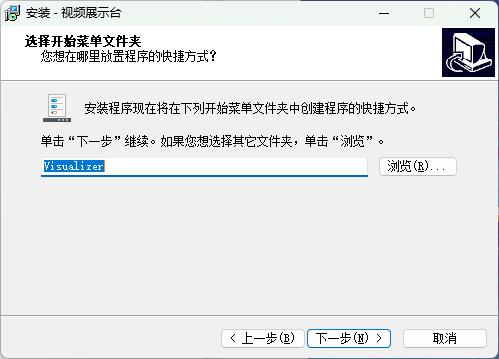 安装 - 视频展示台
选择开始菜单文件夹
您想在哪里放置程序的快捷方式？
安装程序现在将在下列开始菜单文件夹中创建程序的快捷方式。
单击“下一步”继续。如果您想选择其它文件夹，单击“浏览”。
Visualizer
浏览(R)...
< 上一步(B)
下一步(N) >
取消